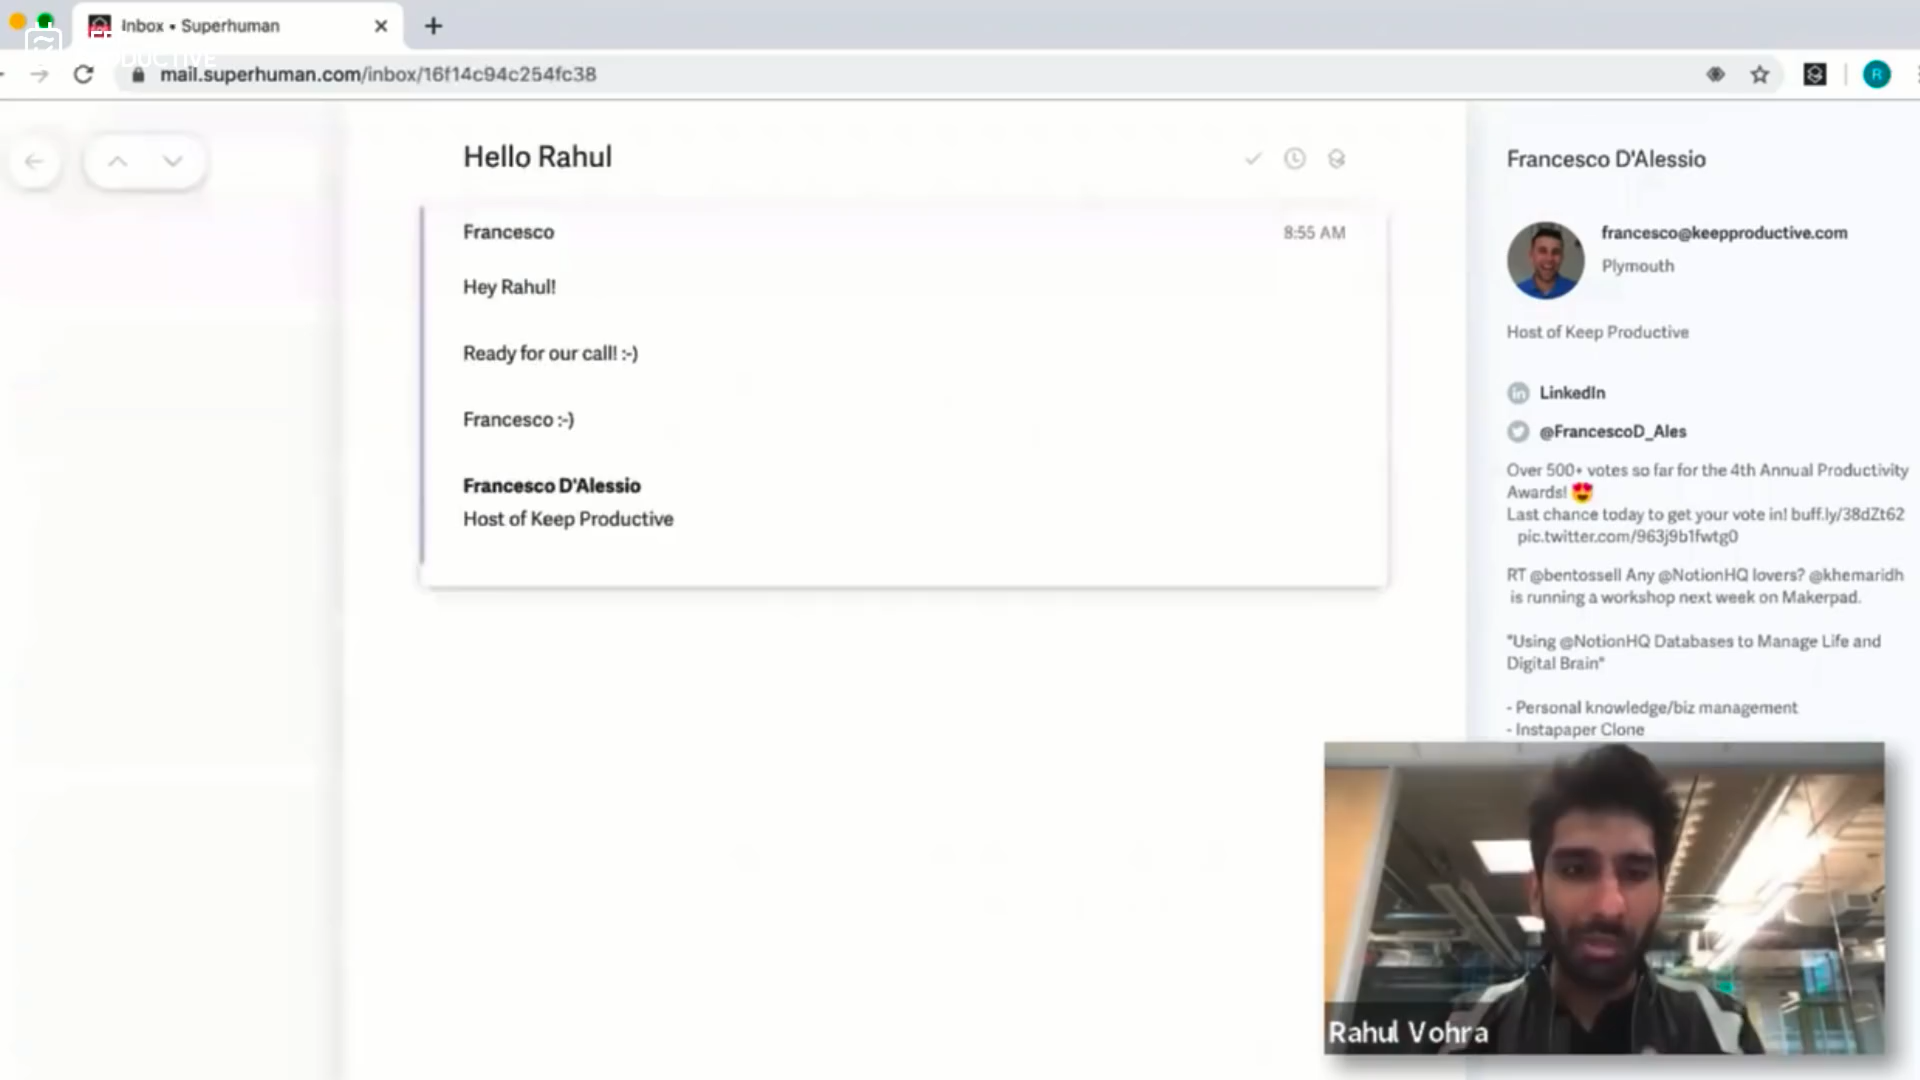 Inbox • Superhuman
mail.superhuman.com/inbox/16f14c94c254fc38
R
Hello Rahul
Francesco
8:55 AM
Hey Rahul!
Ready for our call! :-)
Francesco :-)
Francesco D'Alessio
Host of Keep Productive
Francesco D'Alessio
francesco@keepproductive.com
Plymouth
Host of Keep Productive
in LinkedIn
@FrancescoD_Ales
Over 500+ votes so far for the 4th Annual Productivity
Awards! 😍
Last chance today to get your vote in! buff.ly/38dZt62
pic.twitter.com/963j9b1fwtg0
RT @bentossell Any @NotionHQ lovers? @khemaridh
is running a workshop next week on Makerpad.
"Using @NotionHQ Databases to Manage Life and
Digital Brain"
- Personal knowledge/biz management
- Instapaper Clone
Rahul Vohra